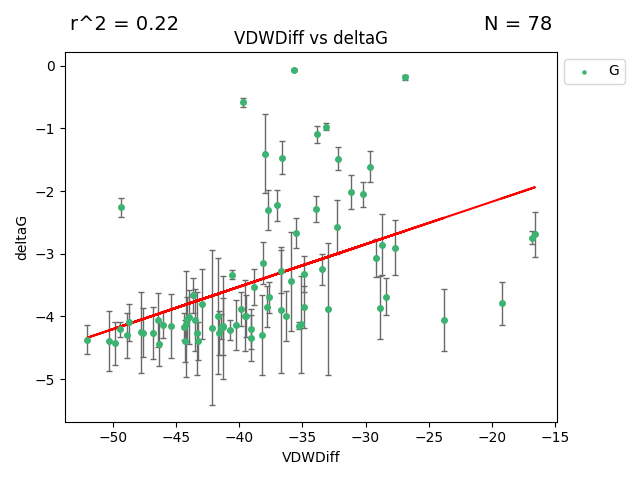 r^2 = 0.22 N = 78
VDWDiff vs deltaG
G
0
−1
−2
−3
−4
−5
deltaG
−50 −45 −40 −35 −30 −25 −20 −15
VDWDiff